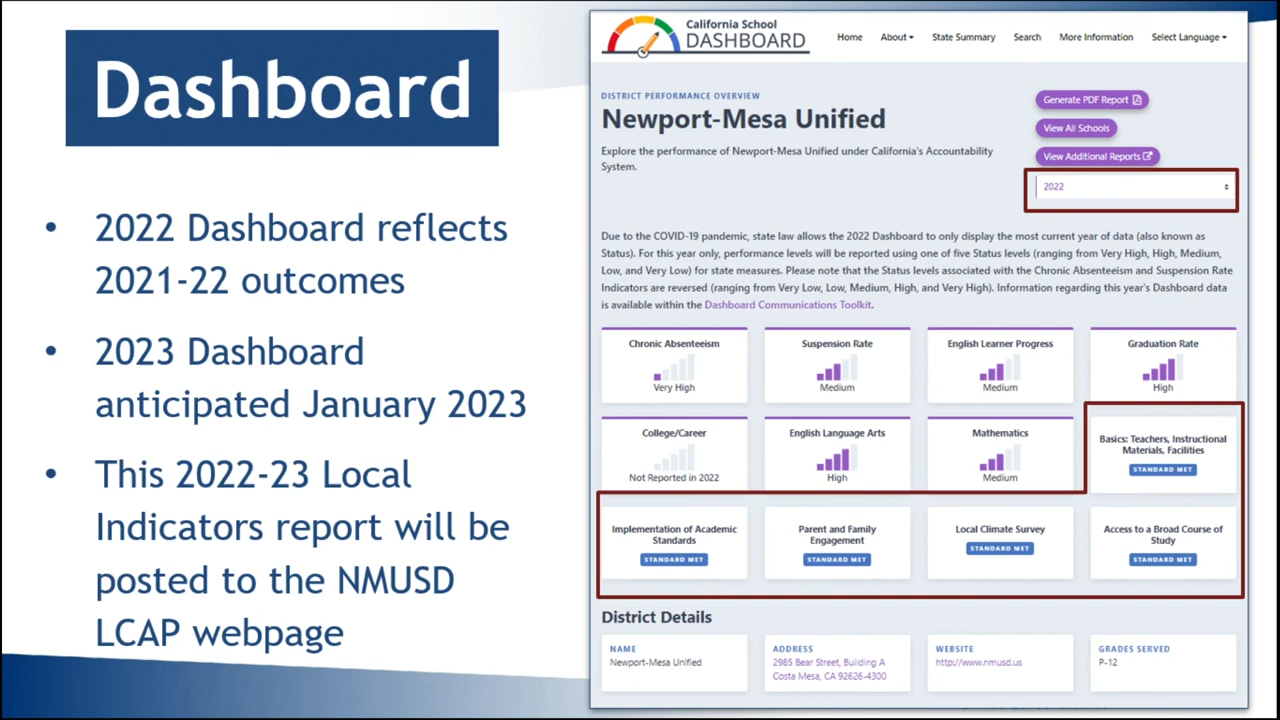 Dashboard
• 2022 Dashboard reflects
2021-22 outcomes
• 2023 Dashboard
anticipated January 2023
• This 2022-23 Local
Indicators report will be
posted to the NMUSD
LCAP webpage
California School
DASHBOARD
Home About State Summary Search More Information Select Language
DISTRICT PERFORMANCE OVERVIEW
Newport-Mesa Unified
Explore the performance of Newport-Mesa Unified under California's Accountability
System.
Generate PDF Report
View All Schools
View Additional Reports
2022
Due to the COVID-19 pandemic, state law allows the 2022 Dashboard to only display the most current year of data (also known as
Status). For this year only, performance levels will be reported using one of five Status levels (ranging from Very High, High, Medium,
Low, and Very Low) for state measures. Please note that the Status levels associated with the Chronic Absenteeism and Suspension Rate
Indicators are reversed (ranging from Very Low, Low, Medium, High, and Very High). Information regarding this year's Dashboard data
is available within the Dashboard Communications Toolkit.
Chronic Absenteeism
Very High
Suspension Rate
Medium
English Learner Progress
Medium
Graduation Rate
High
College/Career
Not Reported in 2022
English Language Arts
High
Mathematics
Medium
Basics: Teachers, Instructional
Materials, Facilities
STANDARD MET
Implementation of Academic
Standards
STANDARD MET
Parent and Family
Engagement
STANDARD MET
Local Climate Survey
STANDARD MET
Access to a Broad Course of
Study
STANDARD MET
District Details
NAME
Newport-Mesa Unified
ADDRESS
2985 Bear Street, Building A
Costa Mesa, CA 92626-4300
WEBSITE
http://www.nmusd.us
GRADES SERVED
P-12